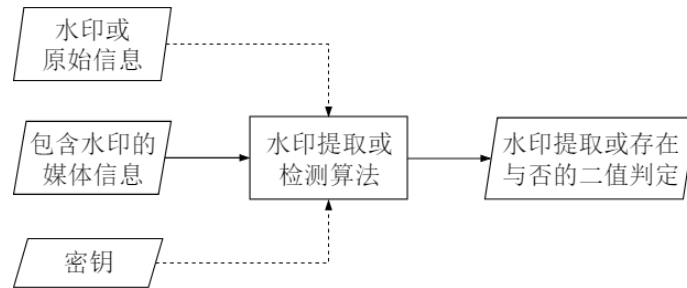 水印或
原始信息
包含水印的
媒体信息
密钥
水印提取或
检测算法
水印提取或存在
与否的二值判定